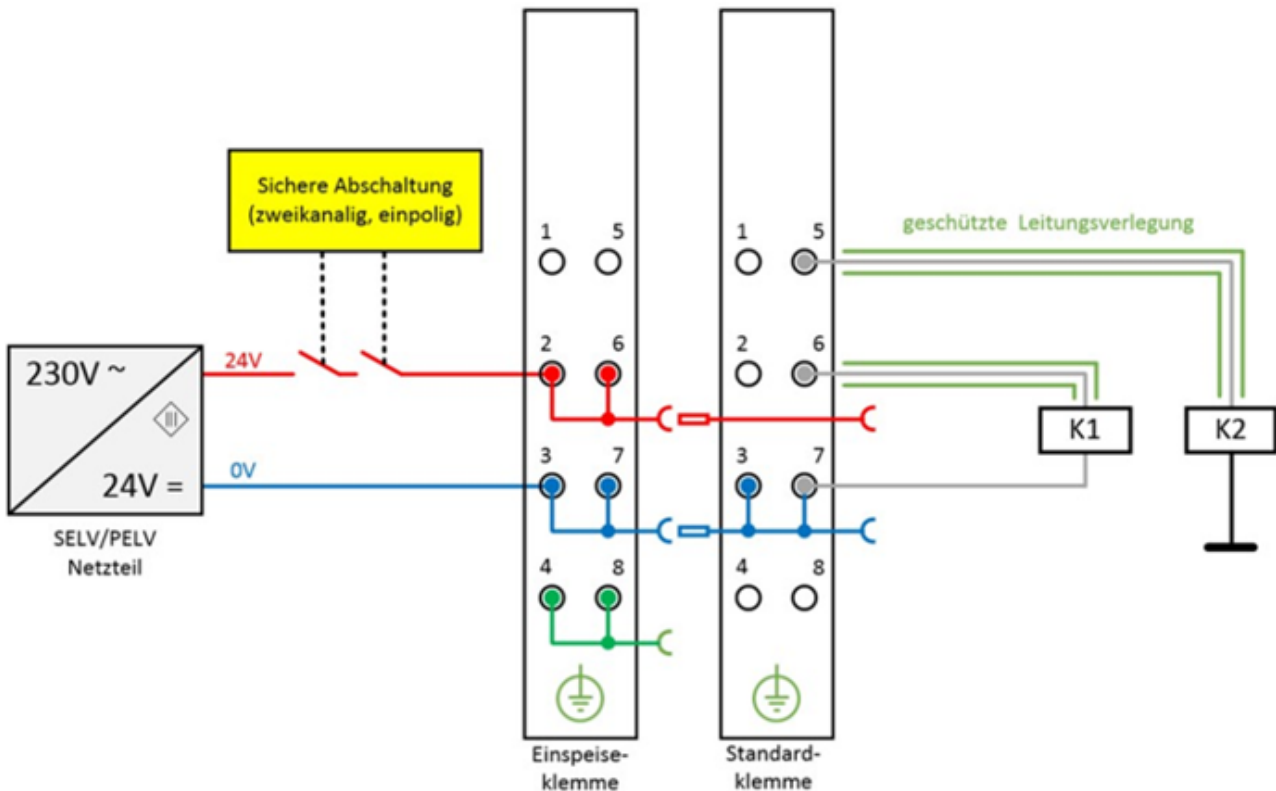 Sichere Abschaltung
(zweikanalig, einpolig)
230V ~
24V =
SELV/PELV
Netzteil
24V
0V
1 5
2 6
3 7
4 8
Einspeise-
klemme
1 5
2 6
3 7
4 8
Standard-
klemme
geschützte Leitungsverlegung
K1
K2